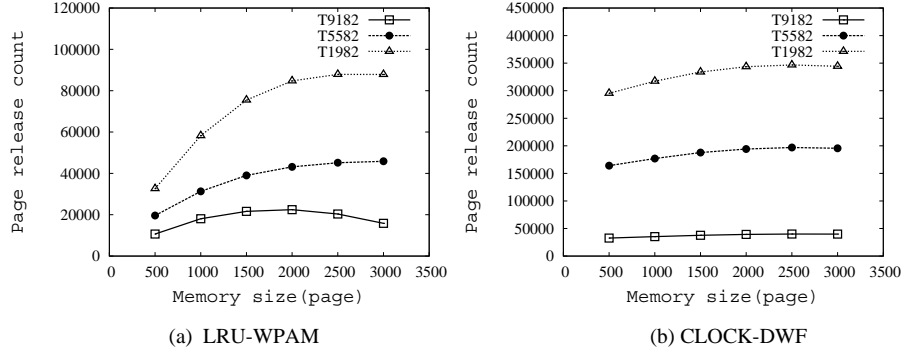 Page release count
120000
100000
80000
60000
40000
20000
0
T9182
T5582
T1982
0 500 1000 1500 2000 2500 3000 3500
Memory size(page)
(a) LRU-WPAM
Page release count
450000
400000
350000
300000
250000
200000
150000
100000
50000
0
T9182
T5582
T1982
0 500 1000 1500 2000 2500 3000 3500
Memory size(page)
(b) CLOCK-DWF